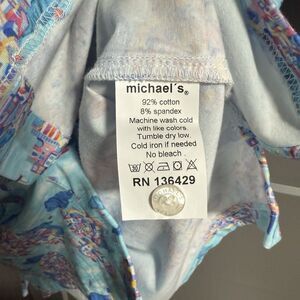 michael´s®
92% cotton
8% spandex
Machine wash cold
with like colors.
Tumble dry low.
Cold iron if needed
No bleach
RN 136429